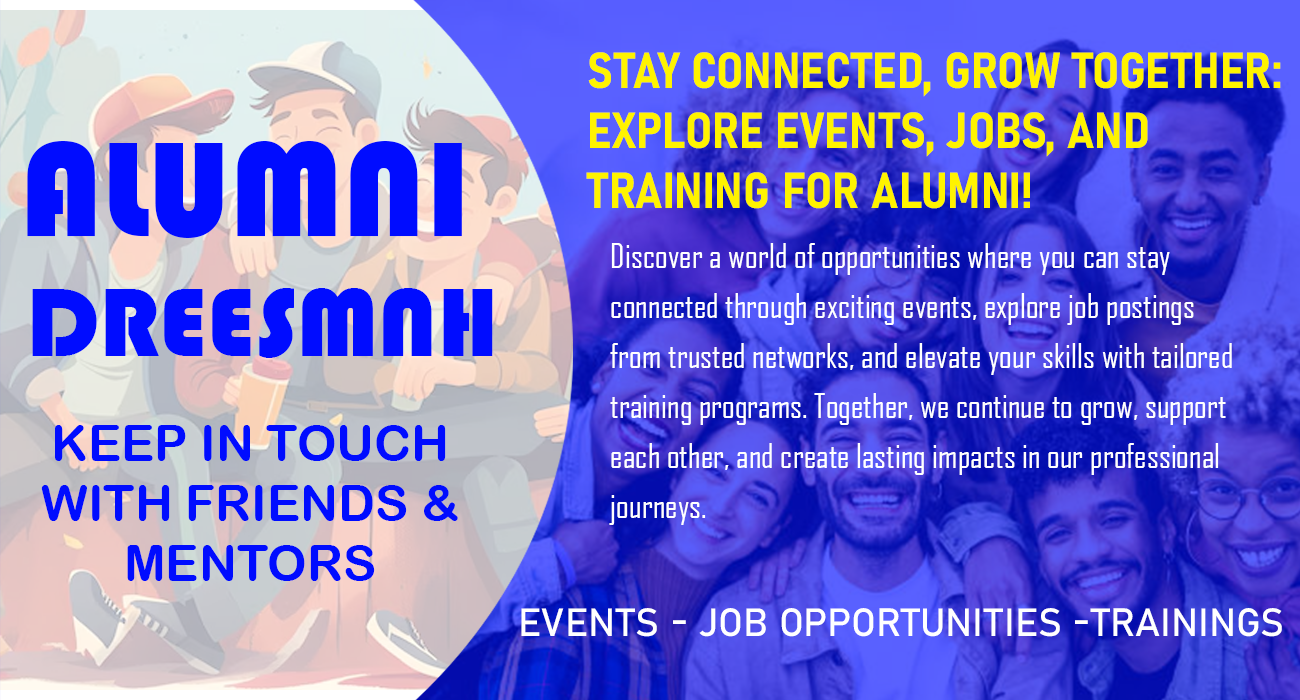 ALUMNI
DREESMNH
KEEP IN TOUCH
WITH FRIENDS &
MENTORS
STAY CONNECTED, GROW TOGETHER:
EXPLORE EVENTS, JOBS, AND
TRAINING FOR ALUMNI!
Discover a world of opportunities where you can stay
connected through exciting events, explore job postings
from trusted networks, and elevate your skills with tailored
training programs. Together, we continue to grow, support
each other, and create lasting impacts in our professional
journeys.
EVENTS - JOB OPPORTUNITIES -TRAININGS